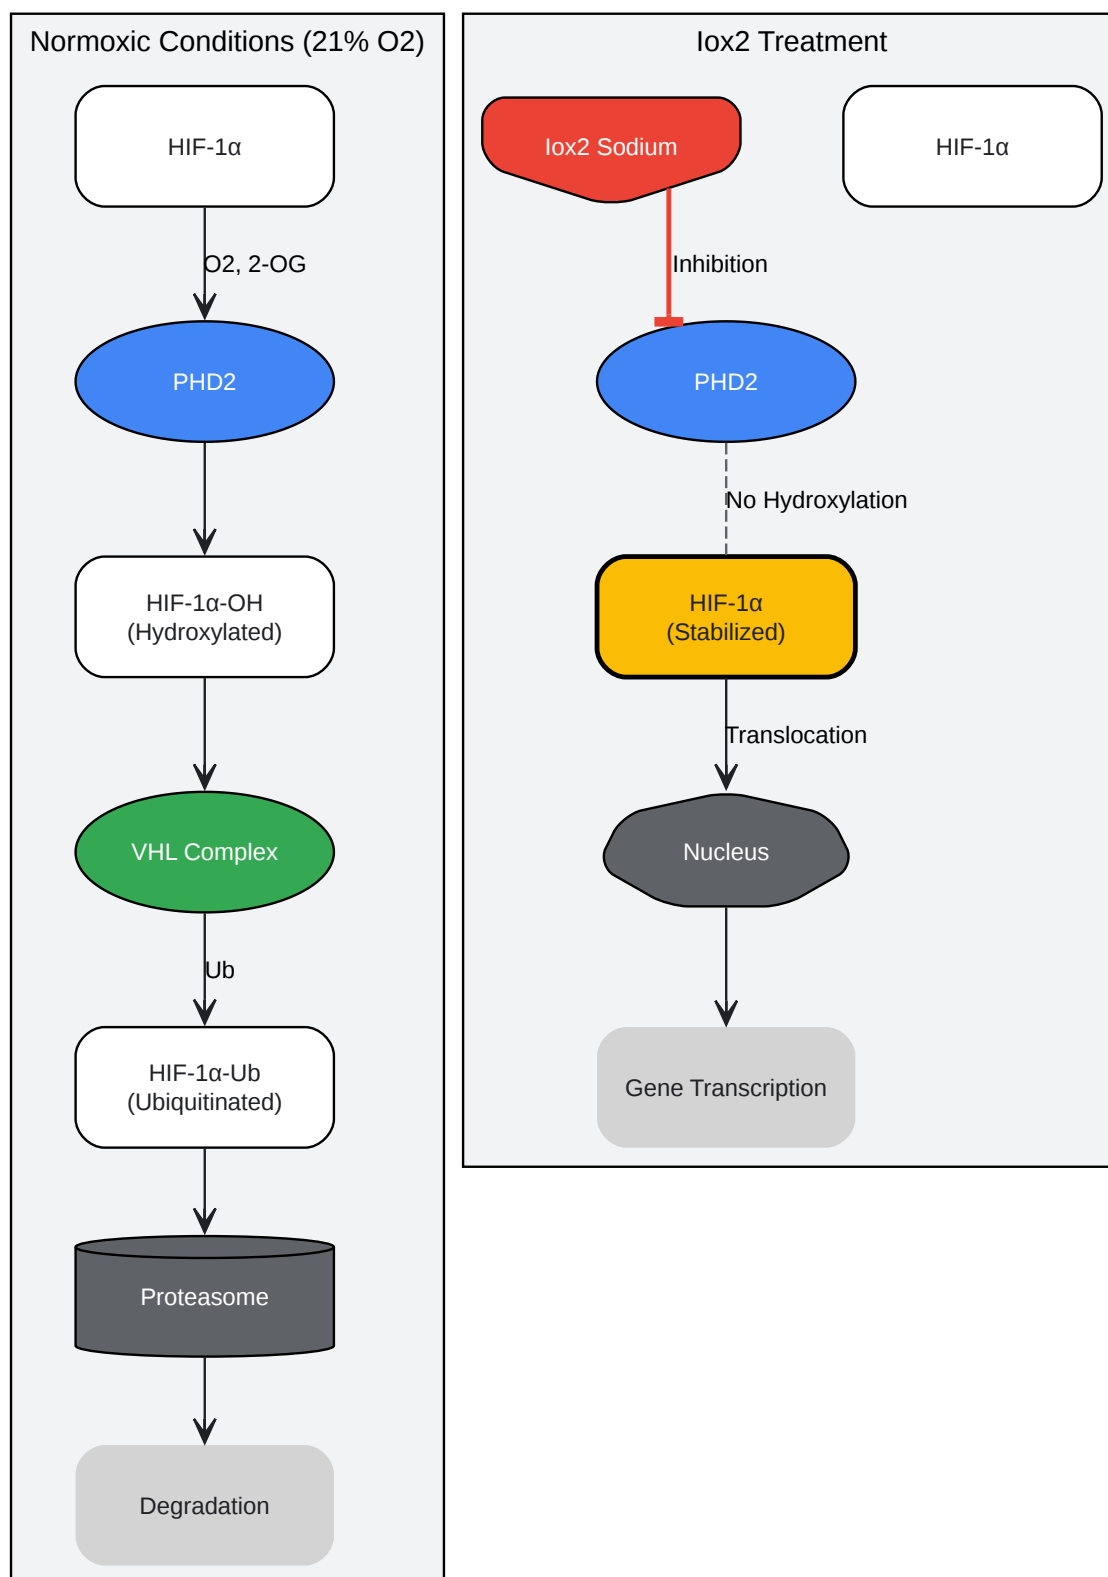 Normoxic Conditions (21% O2)
HIF-1α
O2, 2-OG
PHD2
HIF-1α-OH
(Hydroxylated)
VHL Complex
Ub
HIF-1α-Ub
(Ubiquitinated)
Proteasome
Degradation
Iox2 Treatment
Iox2 Sodium
HIF-1α
Inhibition
PHD2
No Hydroxylation
HIF-1α
(Stabilized)
Translocation
Nucleus
Gene Transcription